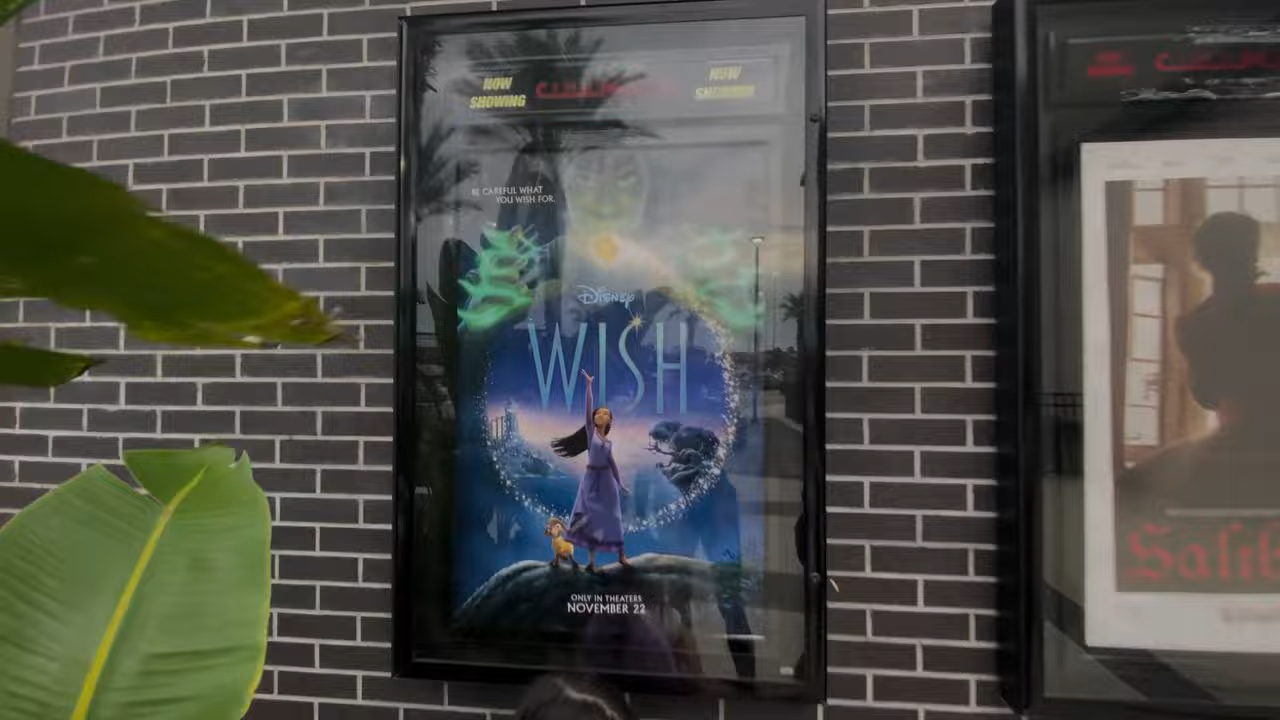 NOW
SHOWING
NOW
SHOWING
BE CAREFUL WHAT
YOU WISH FOR.
Disney
WISH
ONLY IN THEATERS
NOVEMBER 22